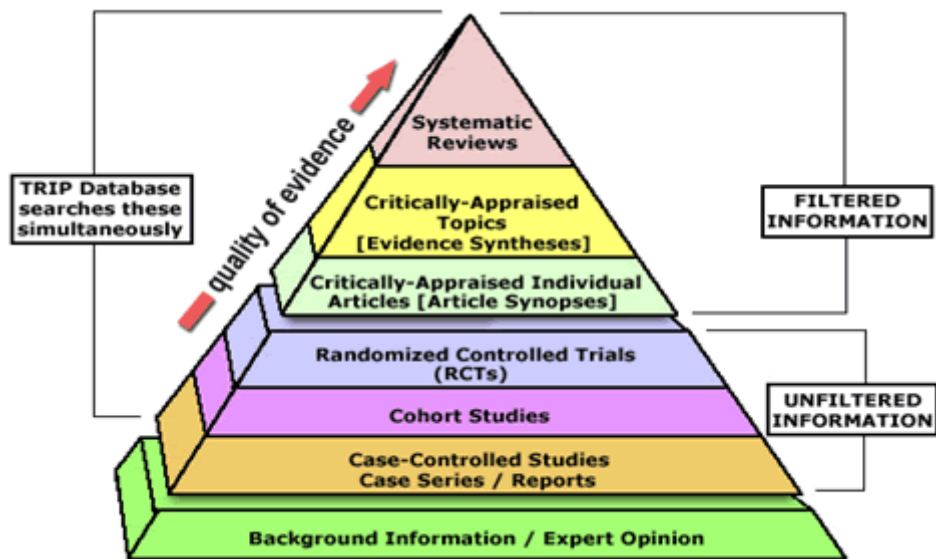 Systematic
Reviews
quality of evidence
TRIP Database
searches these
simultaneously
Critically-Appraised
Topics
[Evidence Syntheses]
FILTERED
INFORMATION
Critically-Appraised Individual
Articles [Article Synopses]
Randomized Controlled Trials
(RCTs)
Cohort Studies
UNFILTERED
INFORMATION
Case-Controlled Studies
Case Series / Reports
Background Information / Expert Opinion